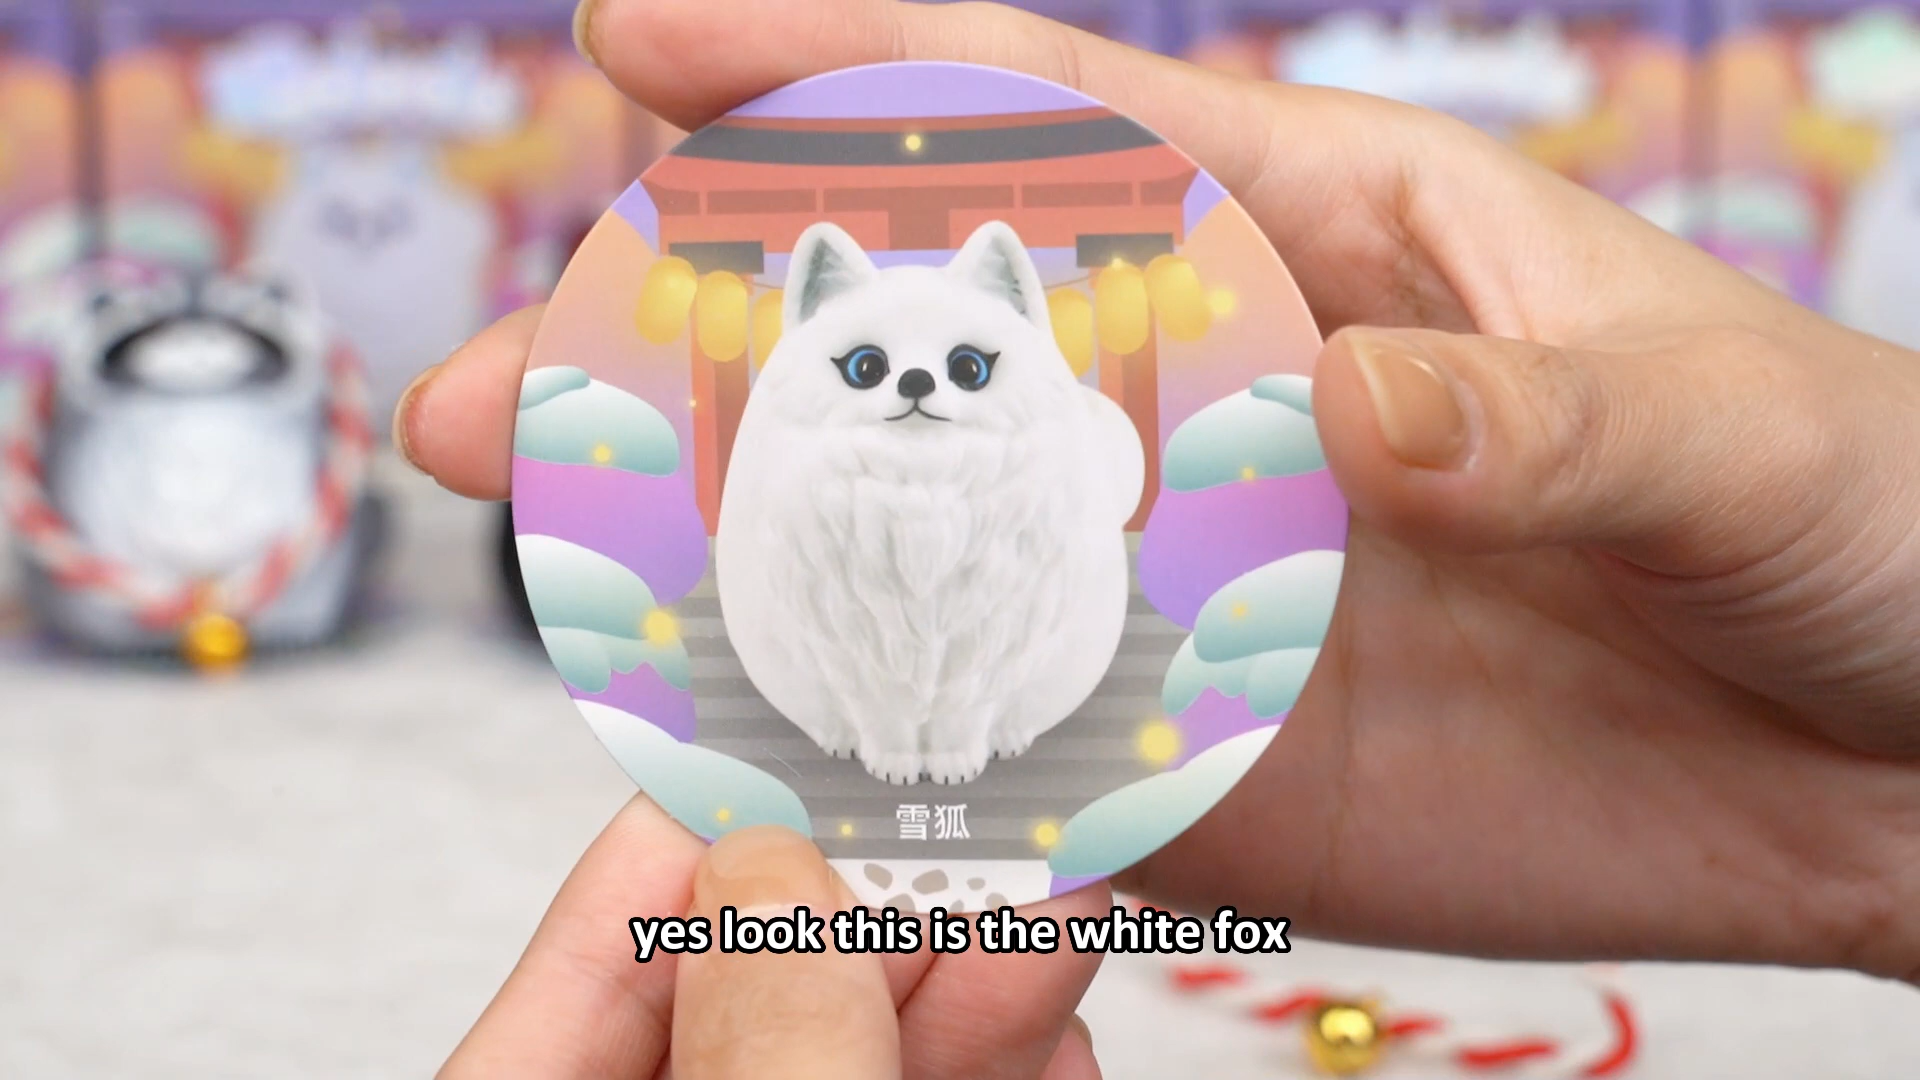 雪狐
yes look this is the white fox